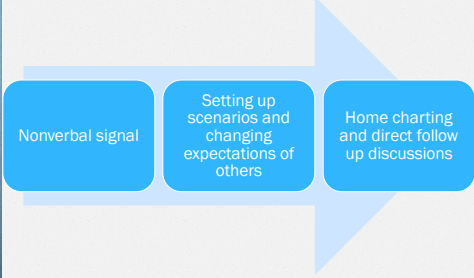 Nonverbal signal
Setting up
scenarios and
changing
expectations of
others
Home charting
and direct follow
up discussions